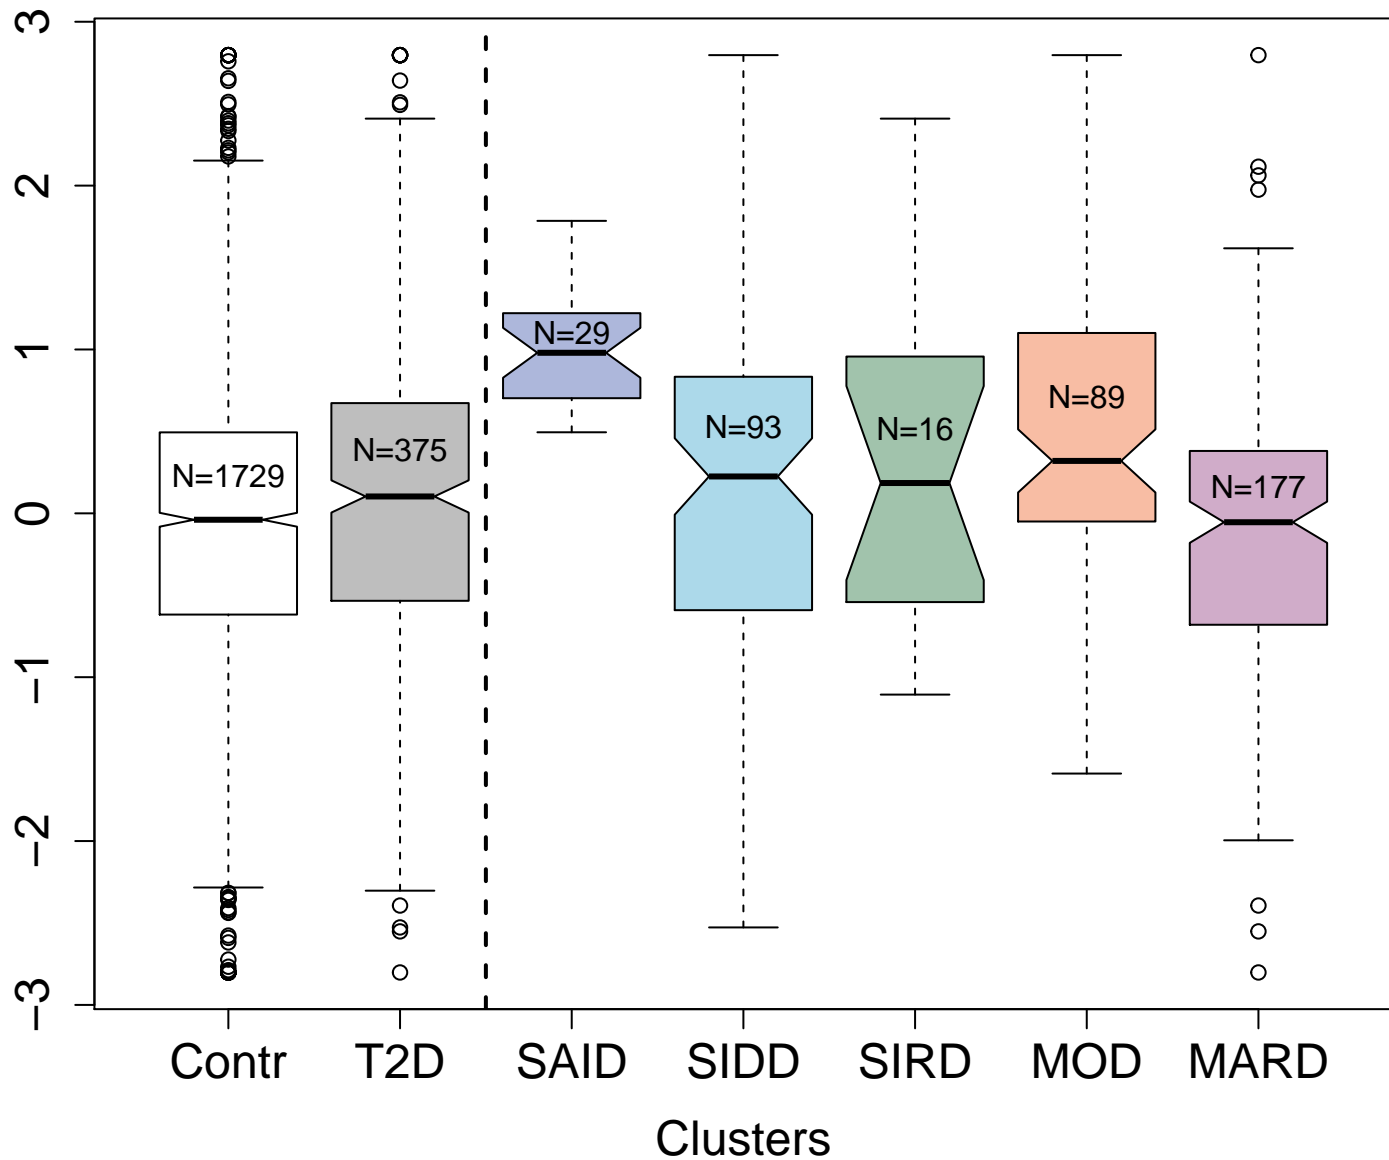 3
2
1
0
−1
−2
−3
N=1729
N=375
N=29
N=93
N=16
N=89
N=177
Contr T2D SAID SIDD SIRD MOD MARD
Clusters